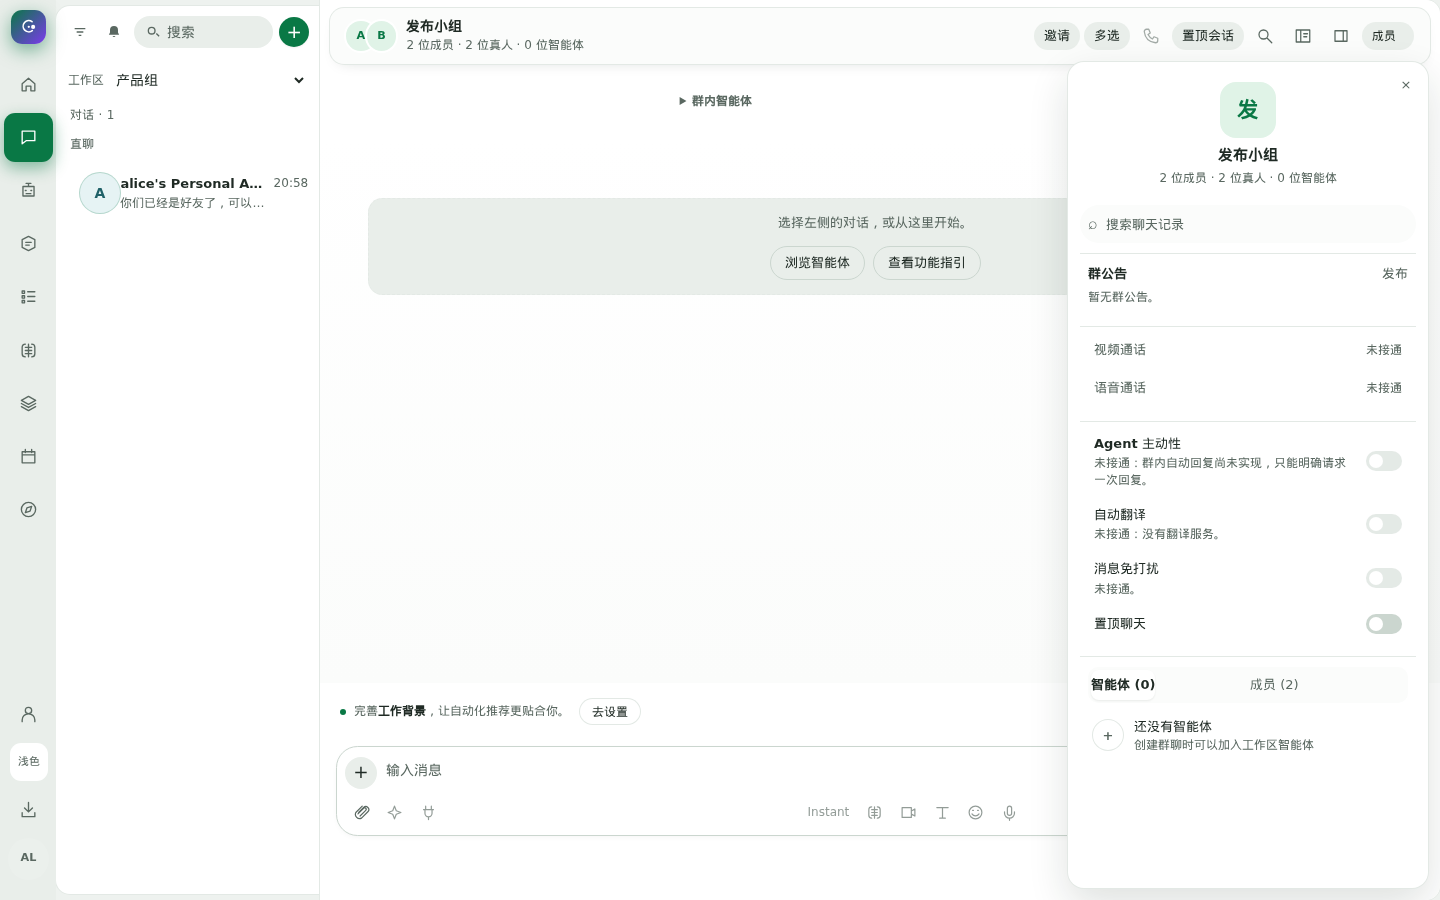 搜索
工作区 产品组
对话 · 1
直聊
A
alice's Personal A... 20:58
你们已经是好友了，可以...
浅色
AL
A B
发布小组
2 位成员 · 2 位真人 · 0 位智能体
邀请 多选 置顶会话 成员
▶ 群内智能体
选择左侧的对话，或从这里开始。
浏览智能体 查看功能指引
完善工作背景，让自动化推荐更贴合你。 去设置
输入消息
Instant
×
发
发布小组
2 位成员 · 2 位真人 · 0 位智能体
搜索聊天记录
群公告 发布
暂无群公告。
视频通话 未接通
语音通话 未接通
Agent 主动性
未接通：群内自动回复尚未实现，只能明确请求
一次回复。
自动翻译
未接通：没有翻译服务。
消息免打扰
未接通。
置顶聊天
智能体 (0) 成员 (2)
+ 还没有智能体
创建群聊时可以加入工作区智能体